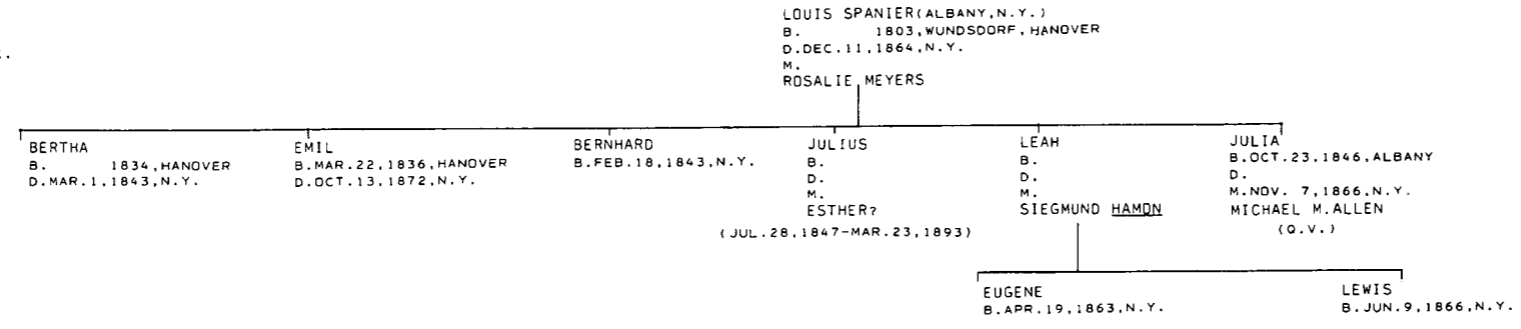 LOUIS SPANIER(ALBANY,N.Y.)
B. 1803,WUNDSDORF,HANOVER
D.DEC.11,1864,N.Y.
M.
ROSALIE MEYERS
BERTHA
B. 1834,HANOVER
D.MAR.1,1843,N.Y.
EMIL
B.MAR.22,1836,HANOVER
D.OCT.13,1872,N.Y.
BERNHARD
B.FEB.18,1843,N.Y.
JULIUS
B.
D.
M.
ESTHER?
(JUL.28,1847-MAR.23,1893)
LEAH
B.
D.
M.
SIEGMUND HAMON
JULIA
B.OCT.23,1846,ALBANY
D.
M.NOV. 7,1866,N.Y.
MICHAEL M.ALLEN
(Q.V.)
EUGENE
B.APR.19,1863,N.Y.
LEWIS
B.JUN.9,1866,N.Y.